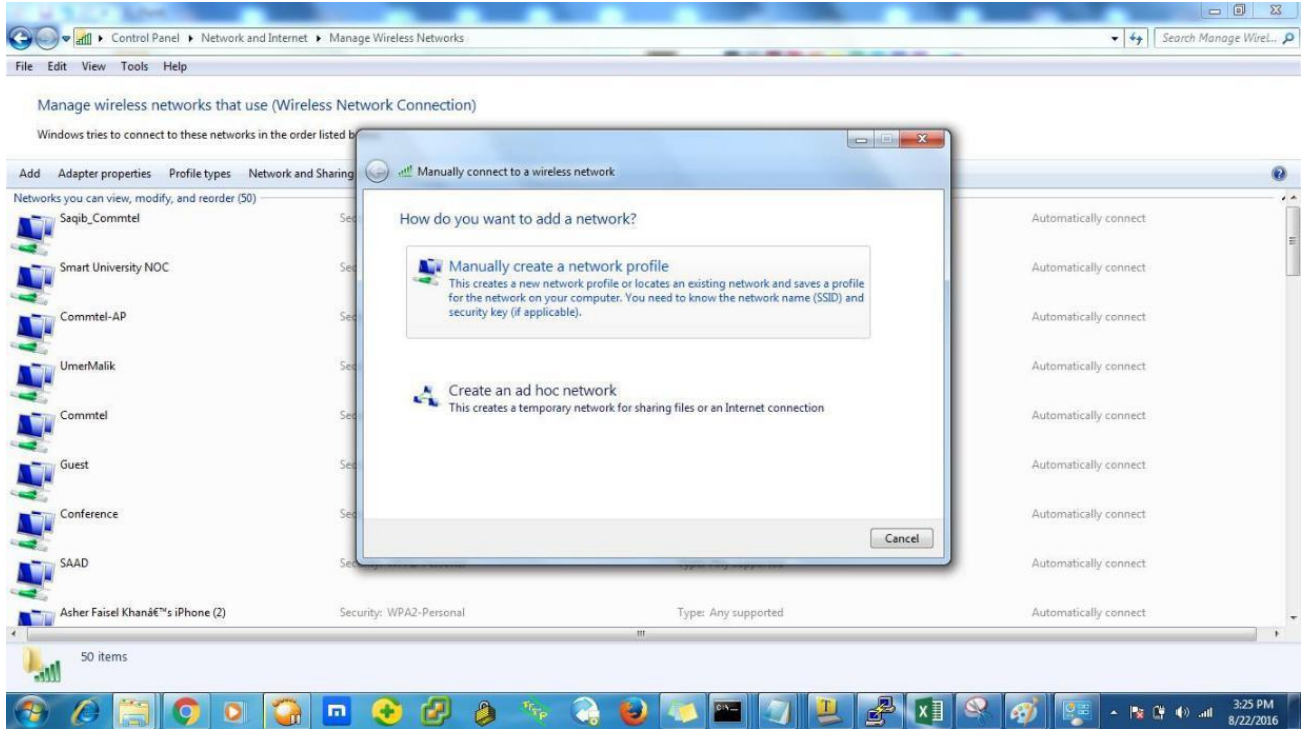 Control Panel ▸ Network and Internet ▸ Manage Wireless Networks
Search Manage Wirel...
File Edit View Tools Help
Manage wireless networks that use (Wireless Network Connection)
Windows tries to connect to these networks in the order listed
Add Adapter properties Profile types Network and Sharing
Networks you can view, modify, and reorder (50)
Saqib_Commtel Automatically connect
Smart University NOC Automatically connect
Commtel-AP Automatically connect
UmerMalik Automatically connect
Commtel Automatically connect
Guest Automatically connect
Conference Automatically connect
SAAD Automatically connect
Asher Faisel Khaná€™s iPhone (2) Security: WPA2-Personal Type: Any supported Automatically connect
Manually connect to a wireless network
How do you want to add a network?
Manually create a network profile
This creates a new network profile or locates an existing network and saves a profile
for the network on your computer. You need to know the network name (SSID) and
security key (if applicable).
Create an ad hoc network
This creates a temporary network for sharing files or an Internet connection
Cancel
50 items
3:25 PM
8/22/2016